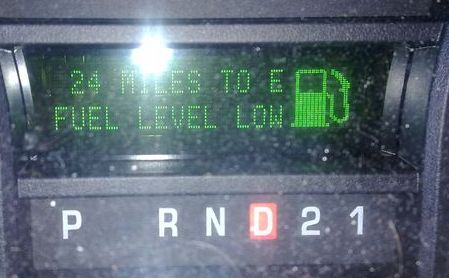 24 MILES TO E
FUEL LEVEL LOW
P R N D 2 1